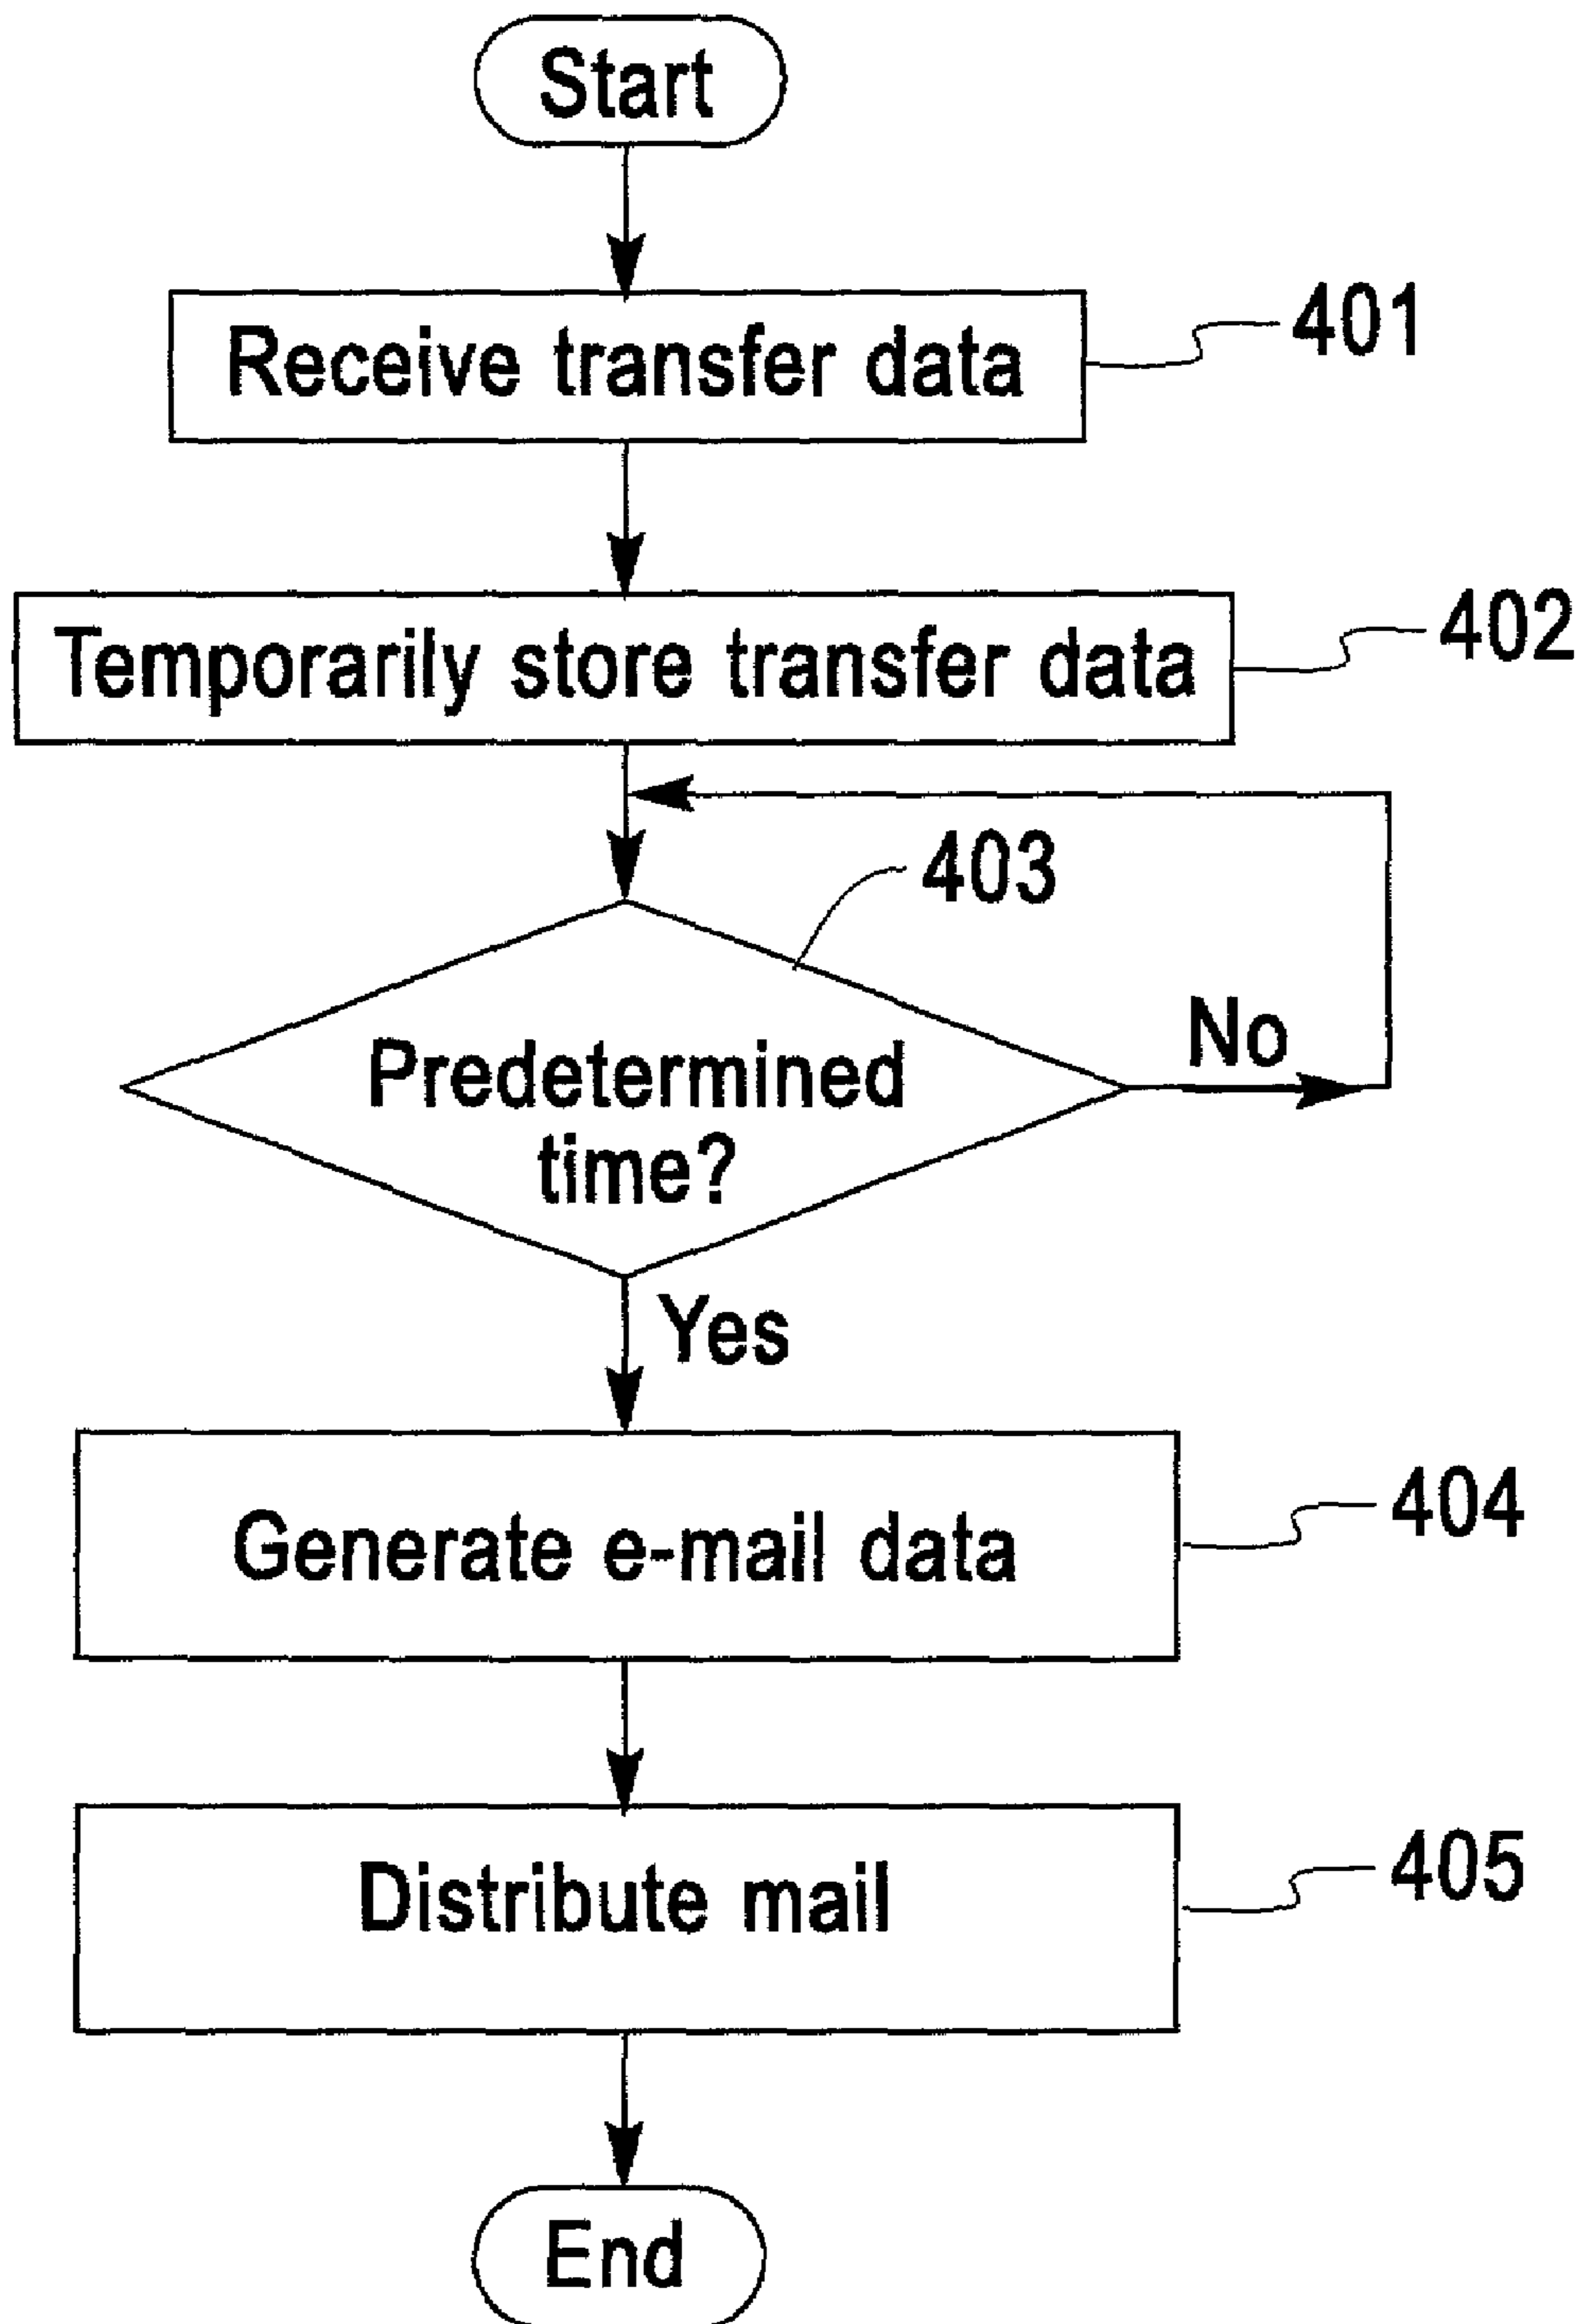 Start
Receive transfer data
401
Temporarily store transfer data
402
403
Predetermined
time?
No
Yes
Generate e-mail data
404
Distribute mail
405
End